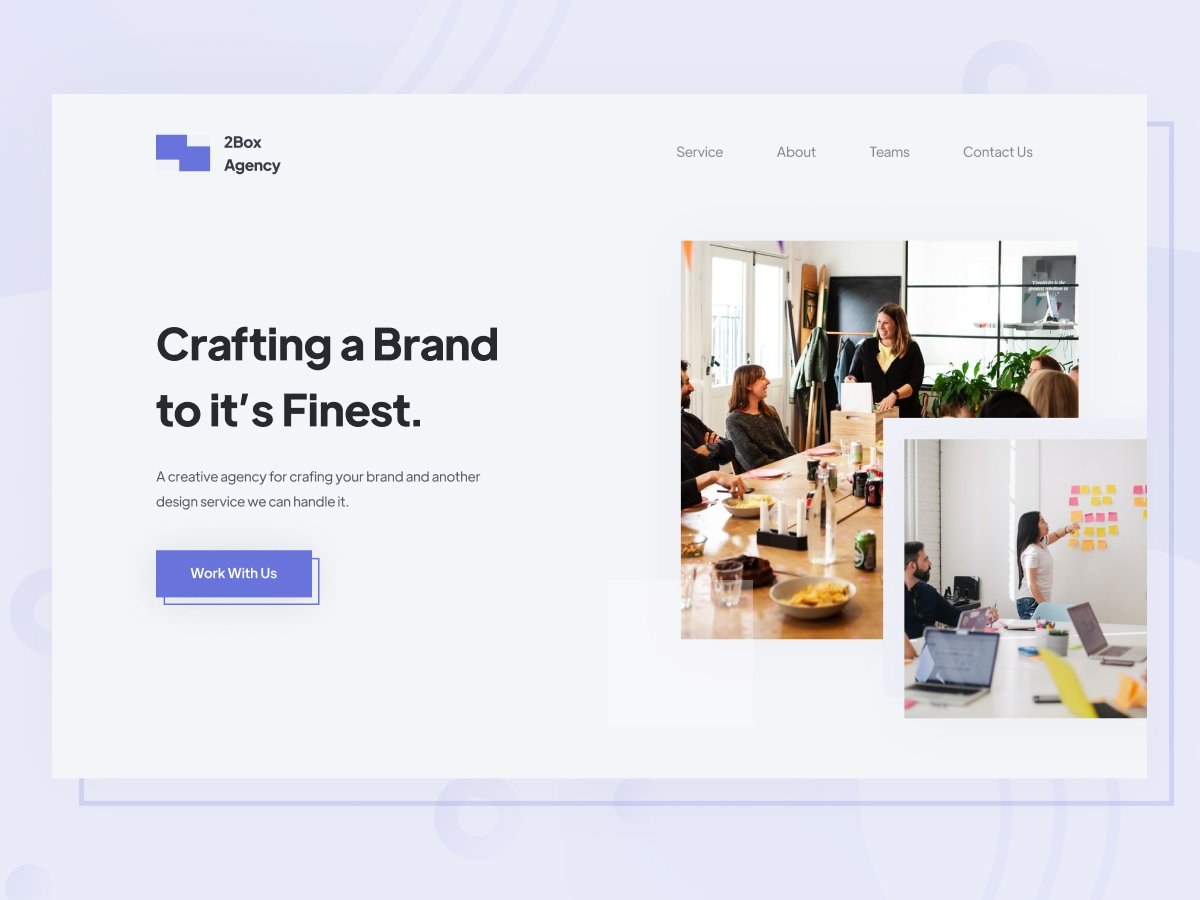 2Box
Agency
Service
About
Teams
Contact Us
Crafting a Brand
to it’s Finest.
A creative agency for crafing your brand and another
design service we can handle it.
Work With Us